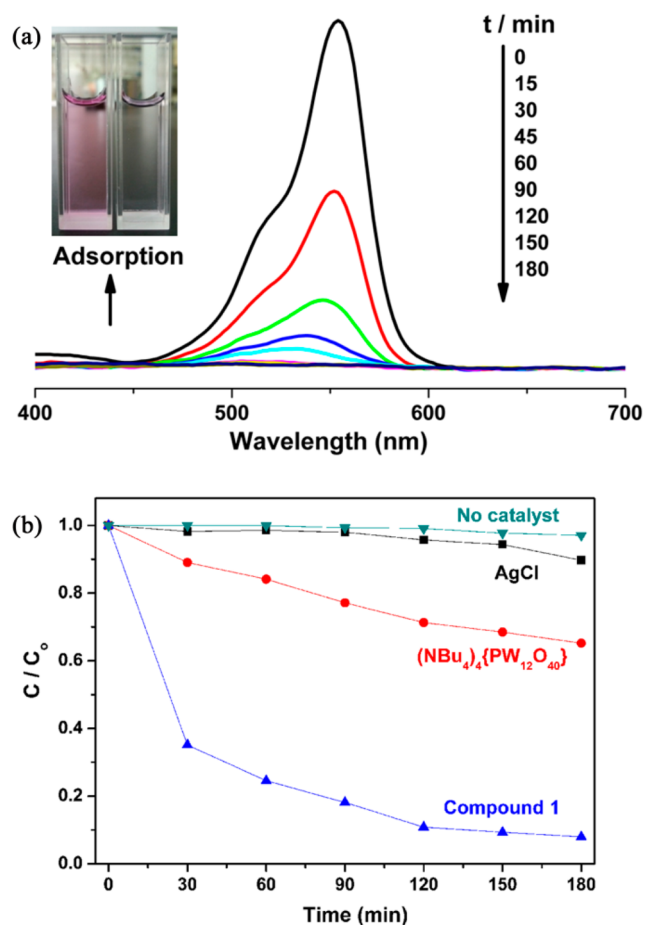 (a)
t / min
0
15
30
45
60
90
120
150
180
Adsorption
400 500 600 700
Wavelength (nm)
(b)
1.0
0.8
0.6
0.4
0.2
0.0
C / C₀
No catalyst
AgCl
(NBu₄)₄{PW₁₂O₄₀}
Compound 1
0 30 60 90 120 150 180
Time (min)